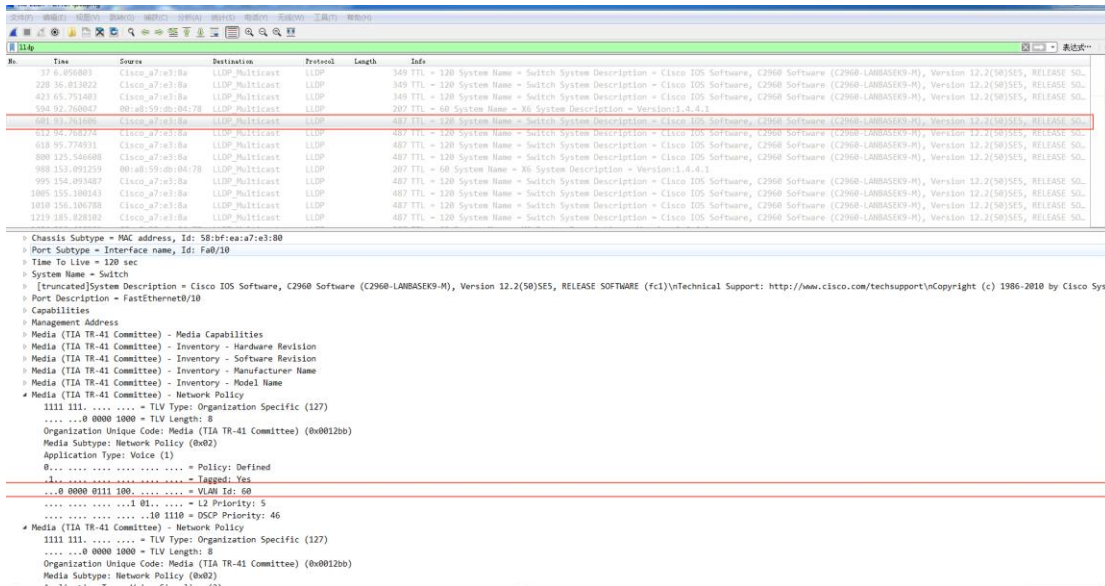 文件(F) 编辑(E) 视图(V) 跳转(G) 捕获(C) 分析(A) 统计(S) 电话(Y) 无线(W) 工具(T) 帮助(H)
lldp
表达式…
No. Time Source Destination Protocol Length Info
37 6.056803 Cisco_a7:e3:8a LLDP_Multicast LLDP 349 TTL = 120 System Name = Switch System Description = Cisco IOS Software, C2960 Software (C2960-LANBASEK9-M), Version 12.2(50)SE5, RELEASE SO…
228 36.013022 Cisco_a7:e3:8a LLDP_Multicast LLDP 349 TTL = 120 System Name = Switch System Description = Cisco IOS Software, C2960 Software (C2960-LANBASEK9-M), Version 12.2(50)SE5, RELEASE SO…
423 65.751403 Cisco_a7:e3:8a LLDP_Multicast LLDP 349 TTL = 120 System Name = Switch System Description = Cisco IOS Software, C2960 Software (C2960-LANBASEK9-M), Version 12.2(50)SE5, RELEASE SO…
594 92.760047 00:a8:59:db:04:78 LLDP_Multicast LLDP 207 TTL = 60 System Name = X6 System Description = Version:1.4.4.1
601 93.761606 Cisco_a7:e3:8a LLDP_Multicast LLDP 487 TTL = 120 System Name = Switch System Description = Cisco IOS Software, C2960 Software (C2960-LANBASEK9-M), Version 12.2(50)SE5, RELEASE SO…
612 94.768274 Cisco_a7:e3:8a LLDP_Multicast LLDP 487 TTL = 120 System Name = Switch System Description = Cisco IOS Software, C2960 Software (C2960-LANBASEK9-M), Version 12.2(50)SE5, RELEASE SO…
618 95.774931 Cisco_a7:e3:8a LLDP_Multicast LLDP 487 TTL = 120 System Name = Switch System Description = Cisco IOS Software, C2960 Software (C2960-LANBASEK9-M), Version 12.2(50)SE5, RELEASE SO…
800 125.546608 Cisco_a7:e3:8a LLDP_Multicast LLDP 487 TTL = 120 System Name = Switch System Description = Cisco IOS Software, C2960 Software (C2960-LANBASEK9-M), Version 12.2(50)SE5, RELEASE SO…
988 153.091259 00:a8:59:db:04:78 LLDP_Multicast LLDP 207 TTL = 60 System Name = X6 System Description = Version:1.4.4.1
995 154.093487 Cisco_a7:e3:8a LLDP_Multicast LLDP 487 TTL = 120 System Name = Switch System Description = Cisco IOS Software, C2960 Software (C2960-LANBASEK9-M), Version 12.2(50)SE5, RELEASE SO…
1005 155.100143 Cisco_a7:e3:8a LLDP_Multicast LLDP 487 TTL = 120 System Name = Switch System Description = Cisco IOS Software, C2960 Software (C2960-LANBASEK9-M), Version 12.2(50)SE5, RELEASE SO…
1010 156.106788 Cisco_a7:e3:8a LLDP_Multicast LLDP 487 TTL = 120 System Name = Switch System Description = Cisco IOS Software, C2960 Software (C2960-LANBASEK9-M), Version 12.2(50)SE5, RELEASE SO…
1219 185.828102 Cisco_a7:e3:8a LLDP_Multicast LLDP 487 TTL = 120 System Name = Switch System Description = Cisco IOS Software, C2960 Software (C2960-LANBASEK9-M), Version 12.2(50)SE5, RELEASE SO…
Chassis Subtype = MAC address, Id: 58:bf:ea:a7:e3:80
Port Subtype = Interface name, Id: Fa0/10
Time To Live = 120 sec
System Name = Switch
[truncated]System Description = Cisco IOS Software, C2960 Software (C2960-LANBASEK9-M), Version 12.2(50)SE5, RELEASE SOFTWARE (fc1)\nTechnical Support: http://www.cisco.com/techsupport\nCopyright (c) 1986-2010 by Cisco Sys
Port Description = FastEthernet0/10
Capabilities
Management Address
Media (TIA TR-41 Committee) - Media Capabilities
Media (TIA TR-41 Committee) - Inventory - Hardware Revision
Media (TIA TR-41 Committee) - Inventory - Software Revision
Media (TIA TR-41 Committee) - Inventory - Manufacturer Name
Media (TIA TR-41 Committee) - Inventory - Model Name
Media (TIA TR-41 Committee) - Network Policy
1111 111. .... .... = TLV Type: Organization Specific (127)
.... ...0 0000 1000 = TLV Length: 8
Organization Unique Code: Media (TIA TR-41 Committee) (0x0012bb)
Media Subtype: Network Policy (0x02)
Application Type: Voice (1)
0... .... .... .... .... .... = Policy: Defined
.1.. .... .... .... .... .... = Tagged: Yes
...0 0000 0111 100. .... .... = VLAN Id: 60
.... .... .... ...1 01.. .... = L2 Priority: 5
.... .... .... .... ..10 1110 = DSCP Priority: 46
Media (TIA TR-41 Committee) - Network Policy
1111 111. .... .... = TLV Type: Organization Specific (127)
.... ...0 0000 1000 = TLV Length: 8
Organization Unique Code: Media (TIA TR-41 Committee) (0x0012bb)
Media Subtype: Network Policy (0x02)